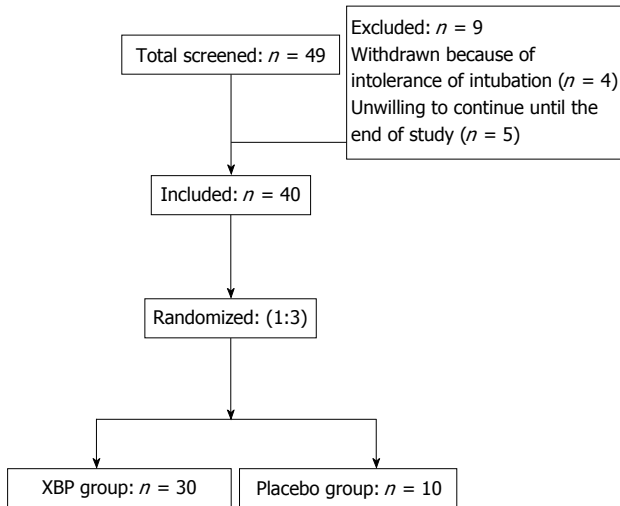 Total screened: n = 49
Excluded: n = 9
Withdrawn because of
intolerance of intubation (n = 4)
Unwilling to continue until the
end of study (n = 5)
Included: n = 40
Randomized: (1:3)
XBP group: n = 30
Placebo group: n = 10